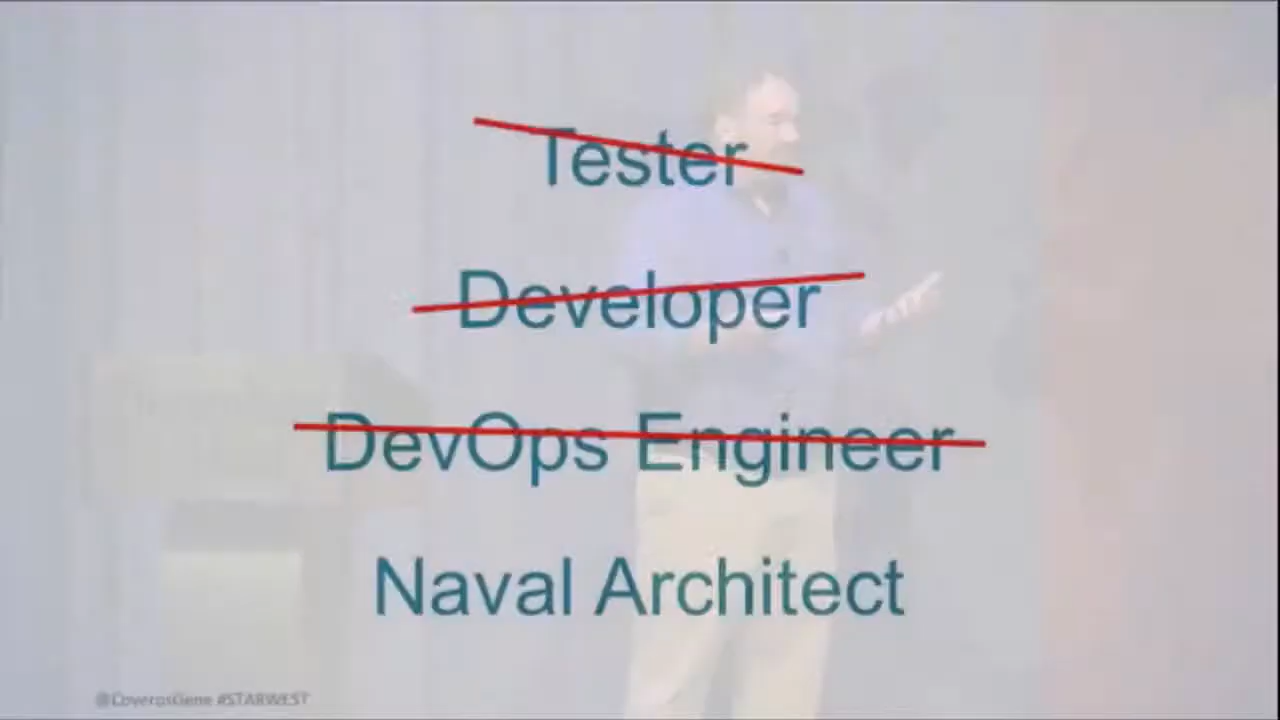 Tester
Developer
DevOps Engineer
Naval Architect
@CoverosGene #STARWEST